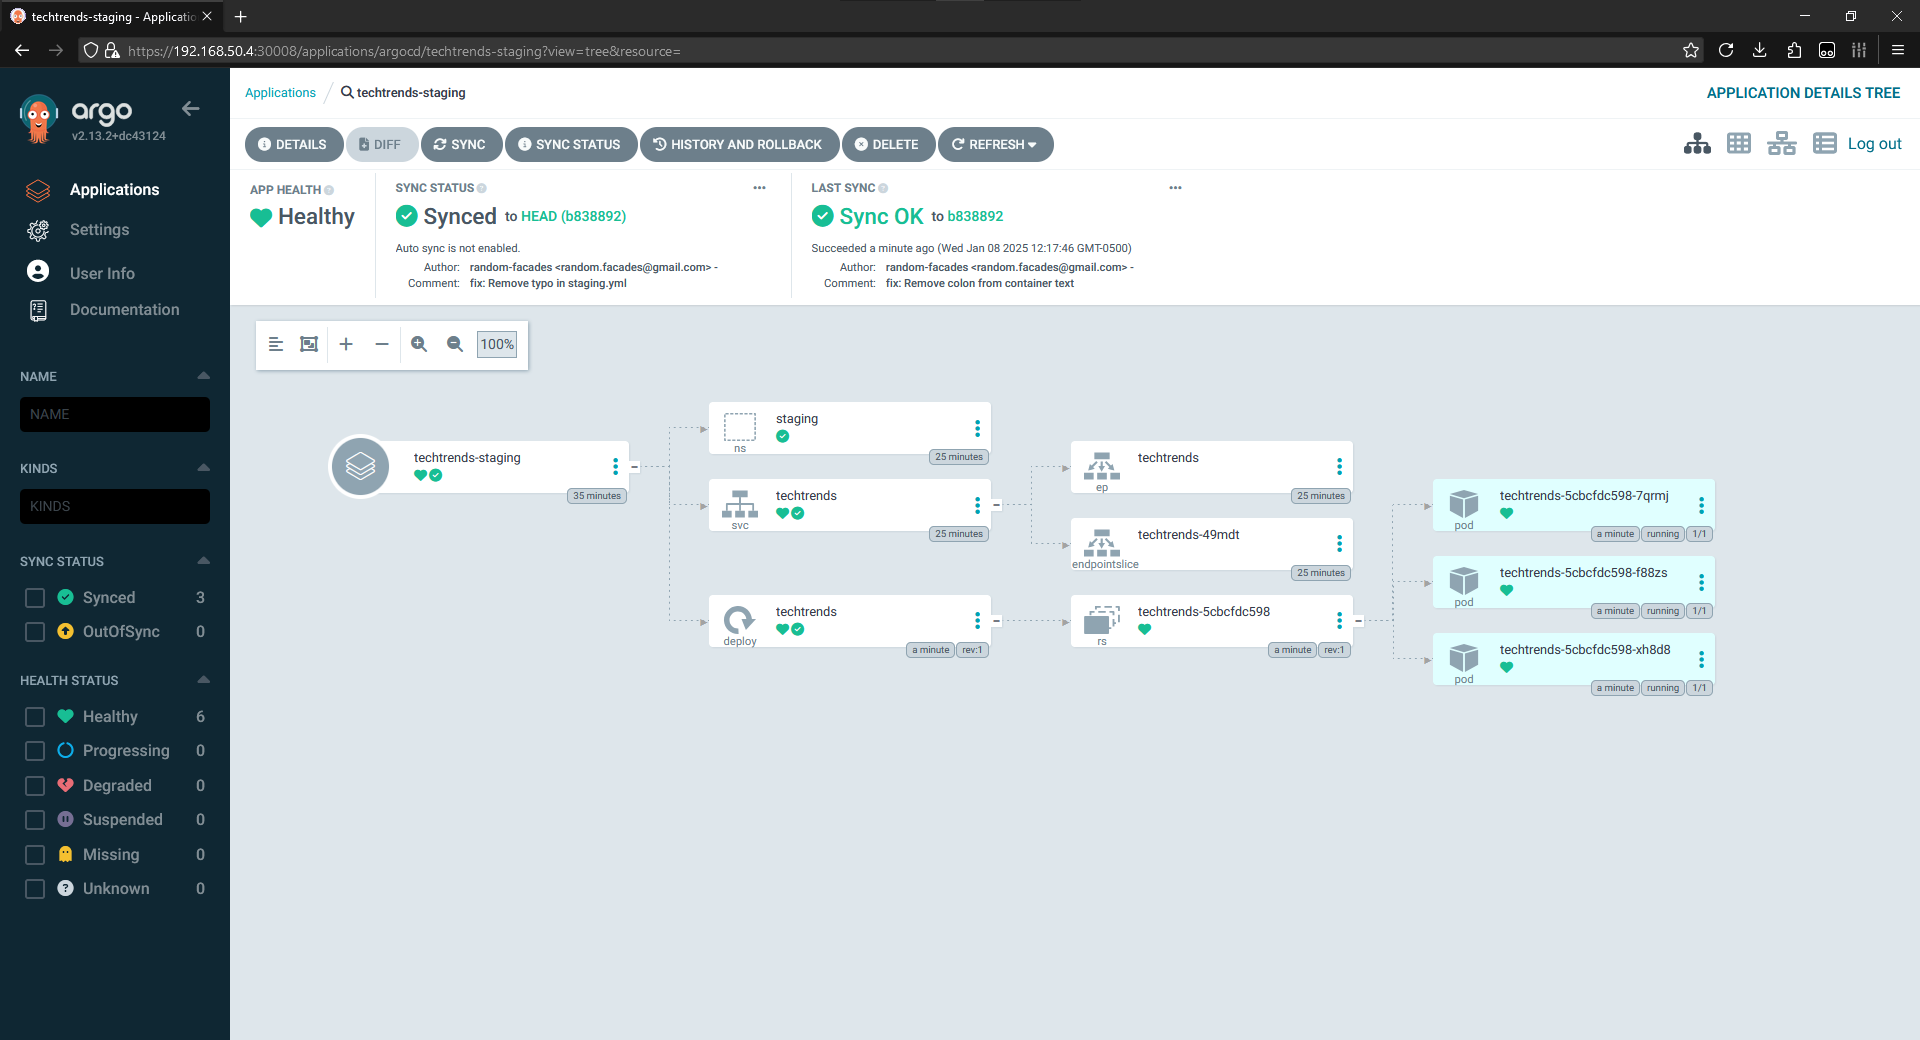 techtrends-staging - Applicatio
https://192.168.50.4:30008/applications/argocd/techtrends-staging?view=tree&resource=
argo
v2.13.2+dc43124
Applications
Settings
User Info
Documentation
NAME
NAME
KINDS
KINDS
SYNC STATUS
Synced 3
OutOfSync 0
HEALTH STATUS
Healthy 6
Progressing 0
Degraded 0
Suspended 0
Missing 0
Unknown 0
Applications / techtrends-staging
APPLICATION DETAILS TREE
DETAILS DIFF SYNC SYNC STATUS HISTORY AND ROLLBACK DELETE REFRESH
Log out
APP HEALTH
Healthy
SYNC STATUS
Synced to HEAD (b838892)
Auto sync is not enabled.
Author: random-facades <random.facades@gmail.com> -
Comment: fix: Remove typo in staging.yml
LAST SYNC
Sync OK to b838892
Succeeded a minute ago (Wed Jan 08 2025 12:17:46 GMT-0500)
Author: random-facades <random.facades@gmail.com> -
Comment: fix: Remove colon from container text
100%
techtrends-staging
35 minutes
staging
ns
25 minutes
techtrends
svc
25 minutes
techtrends
deploy
a minute rev:1
techtrends
ep
25 minutes
techtrends-49mdt
endpointslice
25 minutes
techtrends-5cbcfdc598
rs
a minute rev:1
techtrends-5cbcfdc598-7qrmj
pod
a minute running 1/1
techtrends-5cbcfdc598-f88zs
pod
a minute running 1/1
techtrends-5cbcfdc598-xh8d8
pod
a minute running 1/1